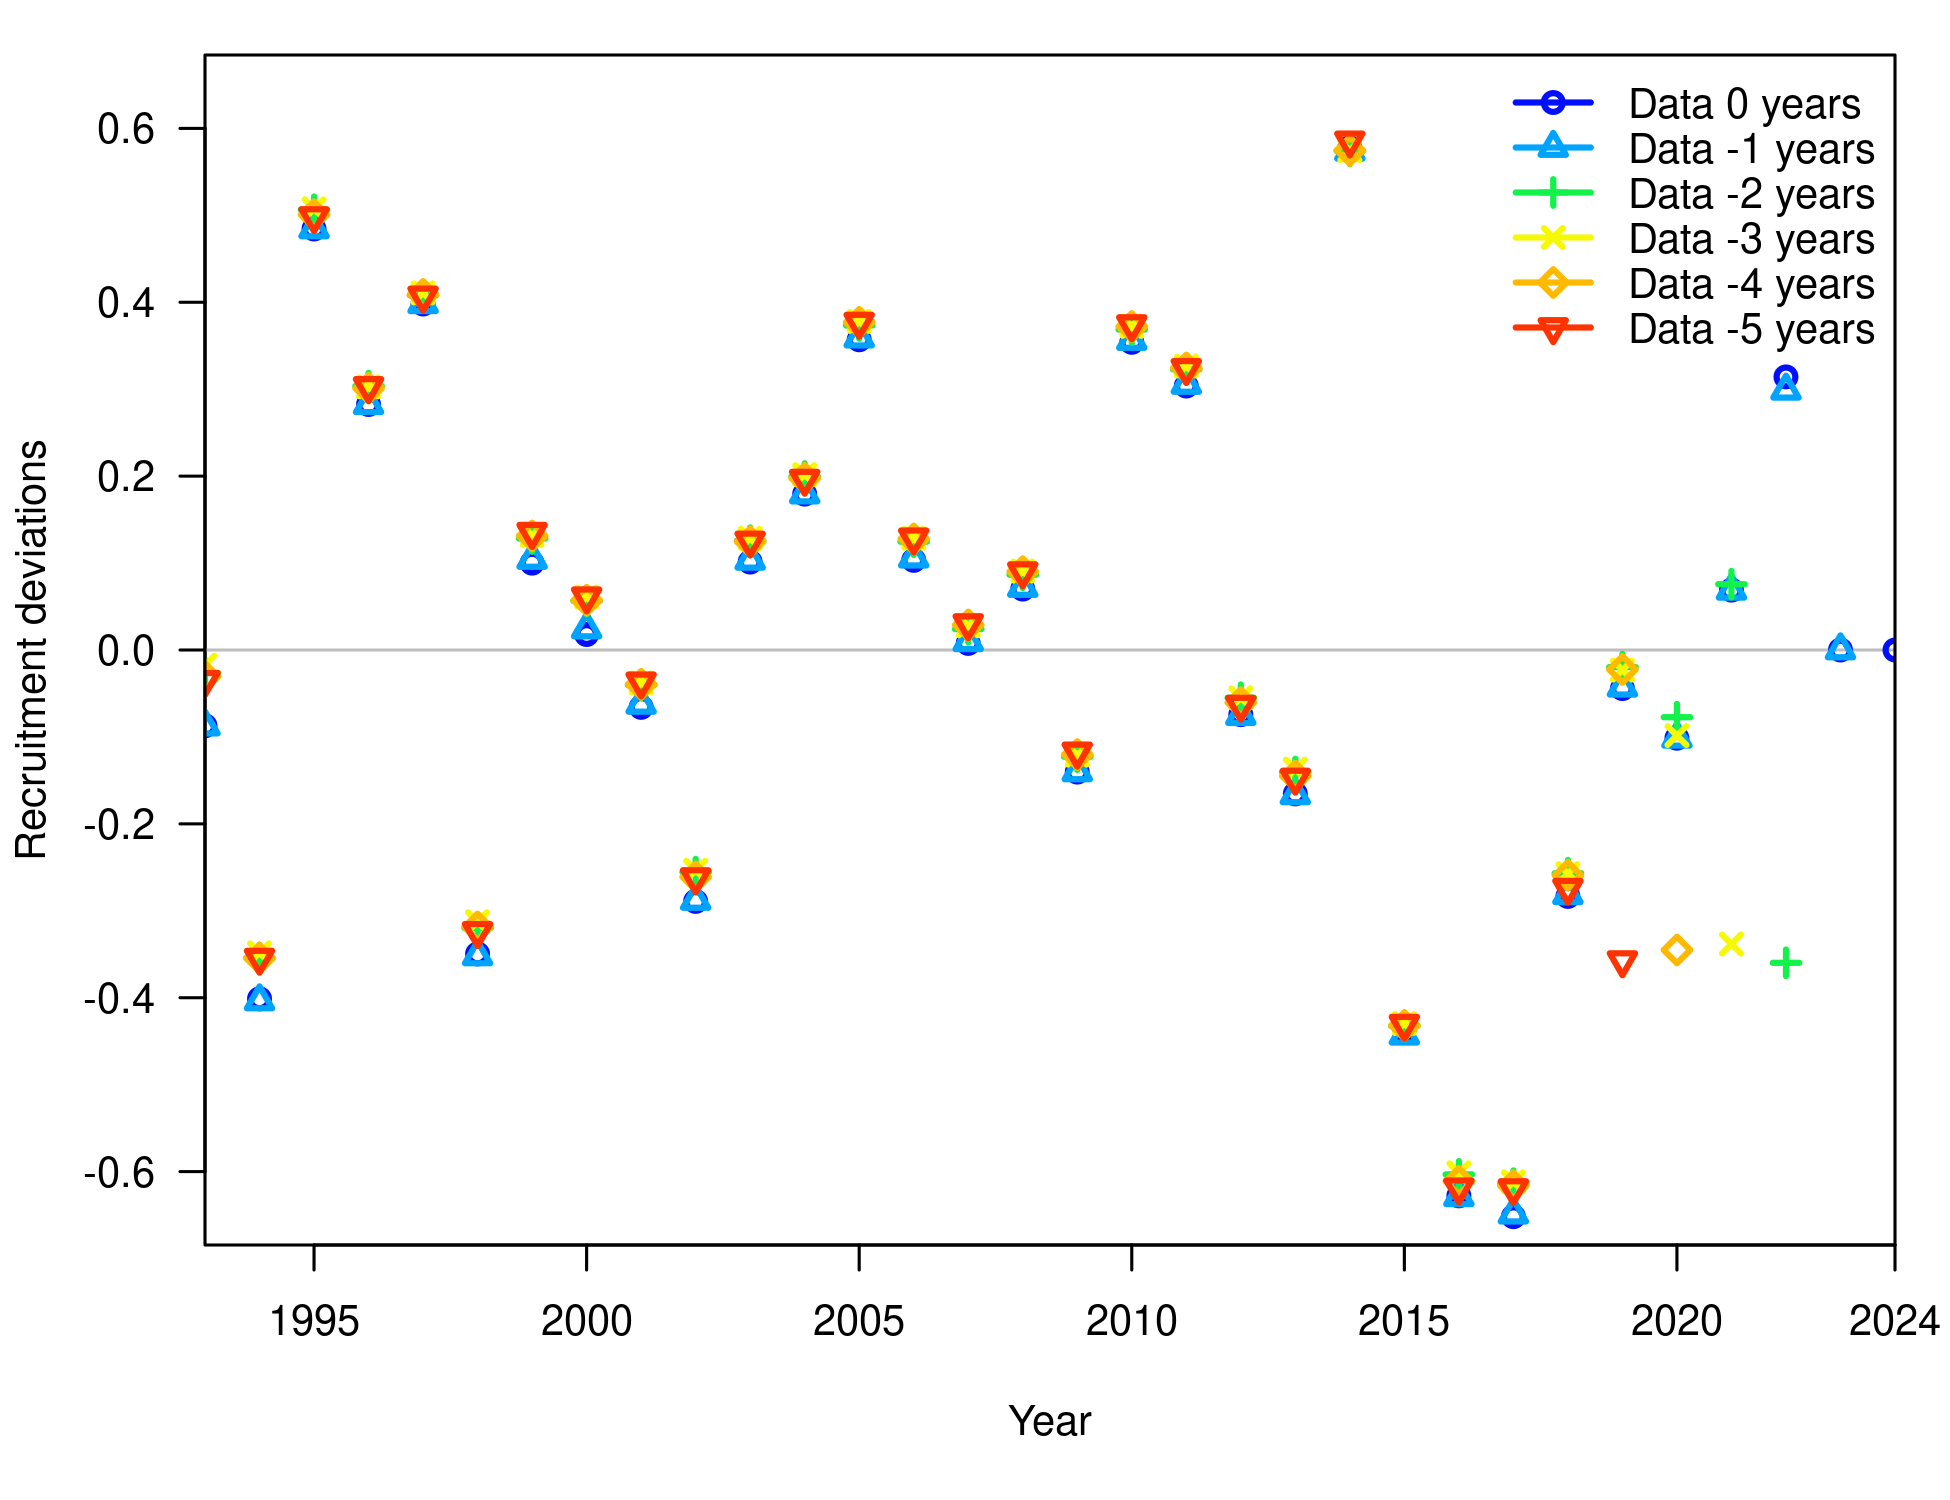 Data 0 years
Data -1 years
Data -2 years
Data -3 years
Data -4 years
Data -5 years
0.6
0.4
0.2
0.0
-0.2
-0.4
-0.6
Recruitment deviations
1995 2000 2005 2010 2015 2020 2024
Year